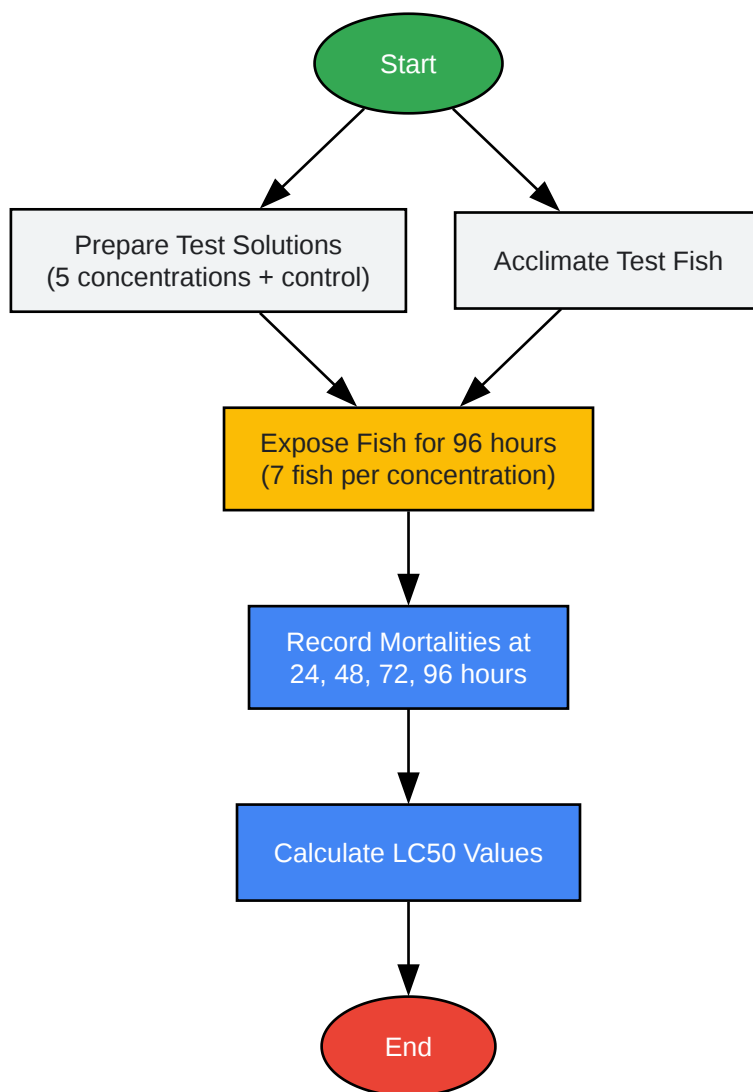 Start
Prepare Test Solutions
(5 concentrations + control)
Acclimate Test Fish
Expose Fish for 96 hours
(7 fish per concentration)
Record Mortalities at
24, 48, 72, 96 hours
Calculate LC50 Values
End